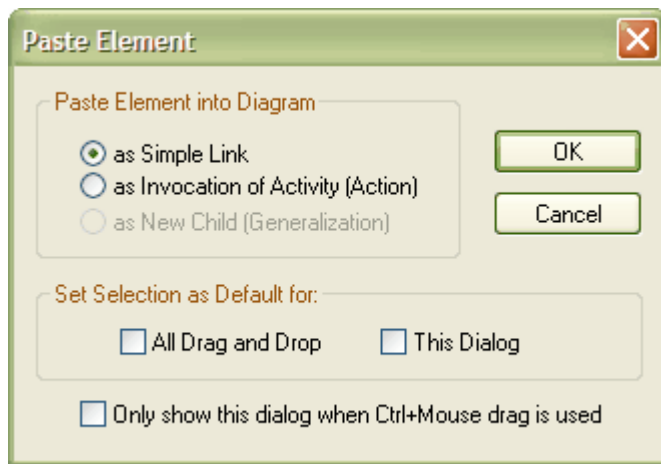 Paste Element
Paste Element into Diagram
as Simple Link
as Invocation of Activity (Action)
as New Child (Generalization)
OK
Cancel
Set Selection as Default for:
All Drag and Drop
This Dialog
Only show this dialog when Ctrl+Mouse drag is used